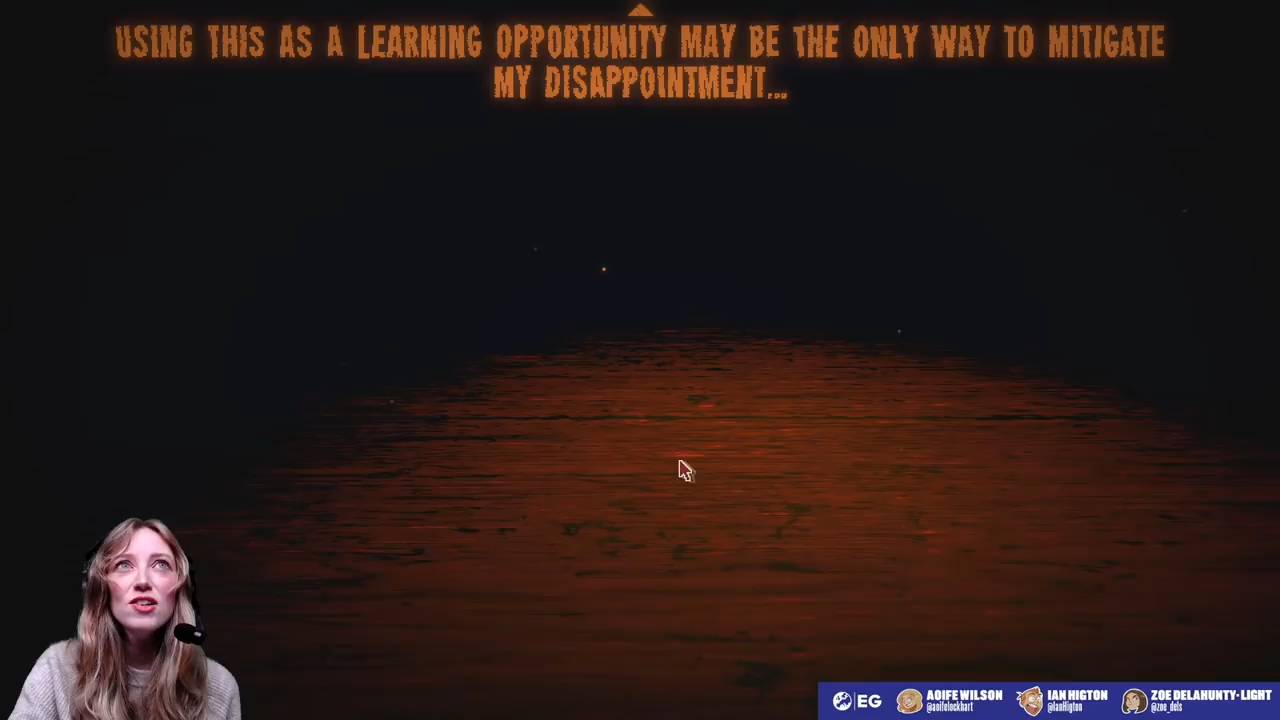 USING THIS AS A LEARNING OPPORTUNITY MAY BE THE ONLY WAY TO MITIGATE
MY DISAPPOINTMENT...
EG
AOIFE WILSON
@aoifelockhart
IAN HIGTON
@IanHigton
ZOE DELAHUNTY-LIGHT
@zoe_dels